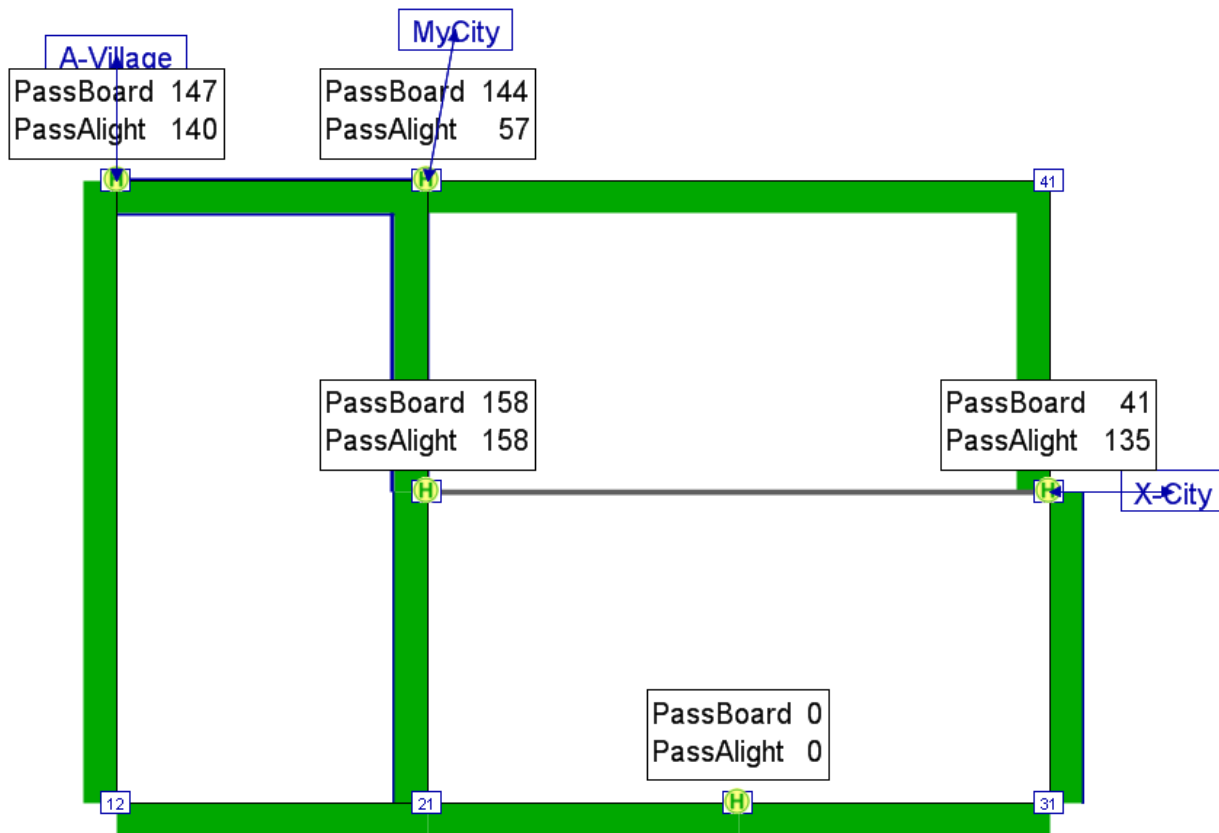 MyCity
A-Village
PassBoard 147
PassAlight 140
PassBoard 144
PassAlight 57
H
H
41
PassBoard 158
PassAlight 158
PassBoard 41
PassAlight 135
H
H
X-City
PassBoard 0
PassAlight 0
12
21
H
31